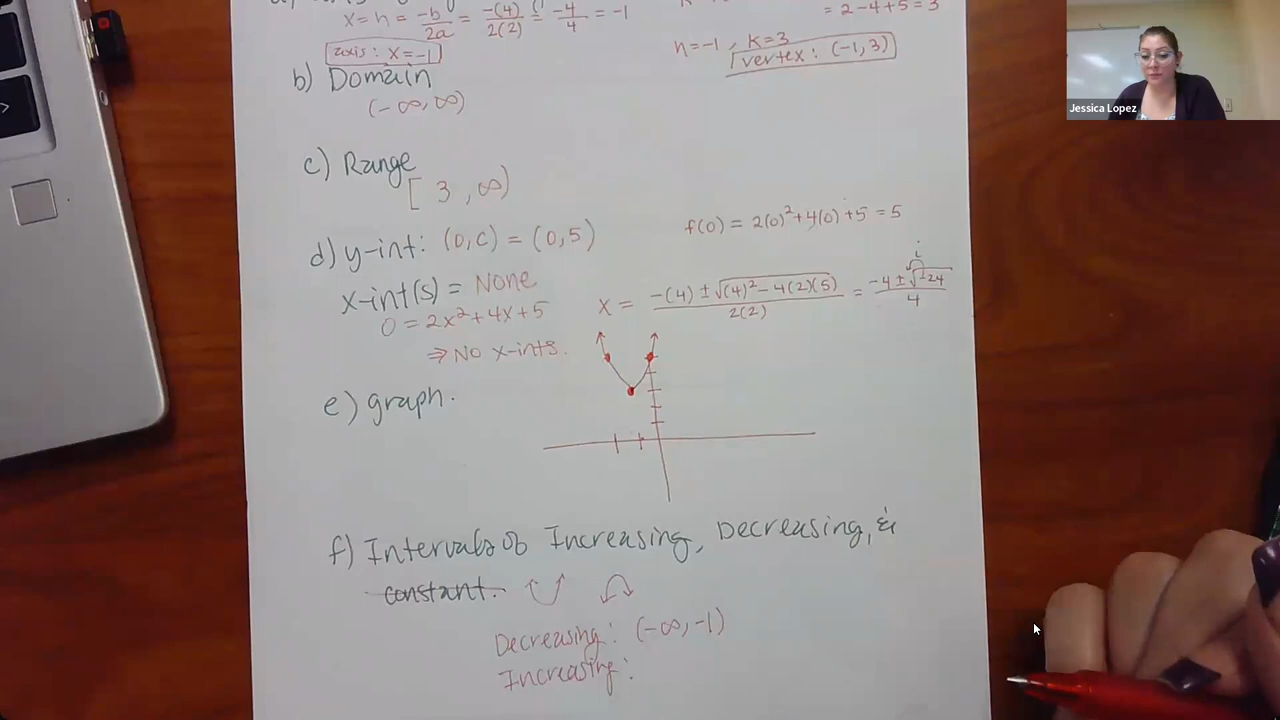 x = h = -b/2a = -(4)/2(2) = -4/4 = -1
= 2-4+5 = 3
axis: x=-1
h=-1, k=3
vertex: (-1,3)
b) Domain
(-∞,∞)
c) Range
[3,∞)
d) y-int: (0,c) = (0,5)
f(0) = 2(0)²+4(0)+5 = 5
x-int(s) = None
0 = 2x²+4x+5
x = -(4)±√(4)²-4(2)(5)/2(2) = -4±√-24/4
i
⇒ No x-ints.
e) graph.
f) Intervals of Increasing, Decreasing, &
constant.
Decreasing: (-∞,-1)
Increasing:
Jessica Lopez